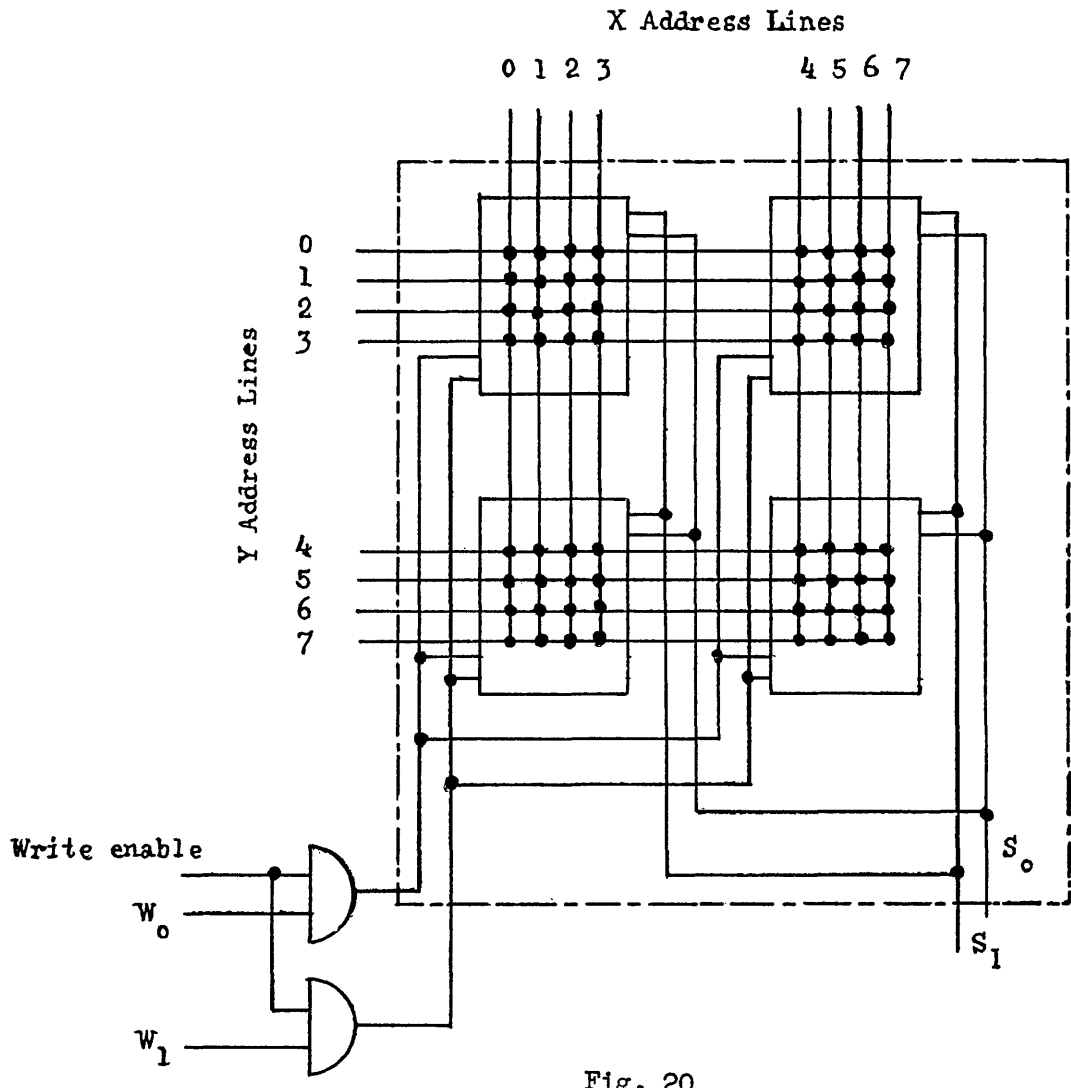 X Address Lines
0 1 2 3 4 5 6 7
Y Address Lines
0
1
2
3
4
5
6
7
Write enable
W0
W1
S0
S1
Fig. 20